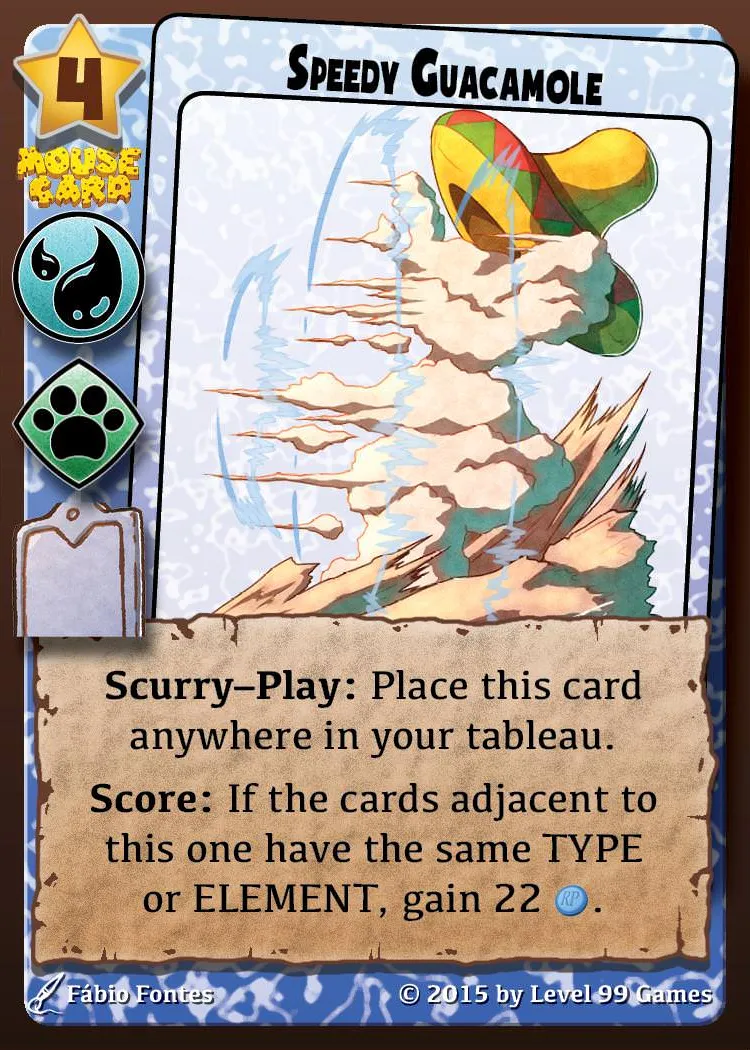 4
SPEEDY GUACAMOLE
MOUSE
CARD
Scurry–Play: Place this card
anywhere in your tableau.
Score: If the cards adjacent to
this one have the same TYPE
or ELEMENT, gain 22 RP.
Fábio Fontes
© 2015 by Level 99 Games